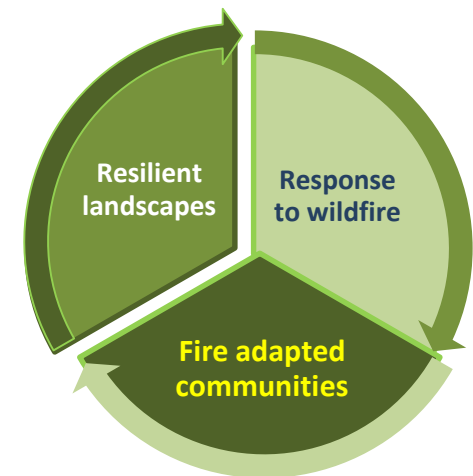 Resilient
landscapes
Response
to wildfire
Fire adapted
communities